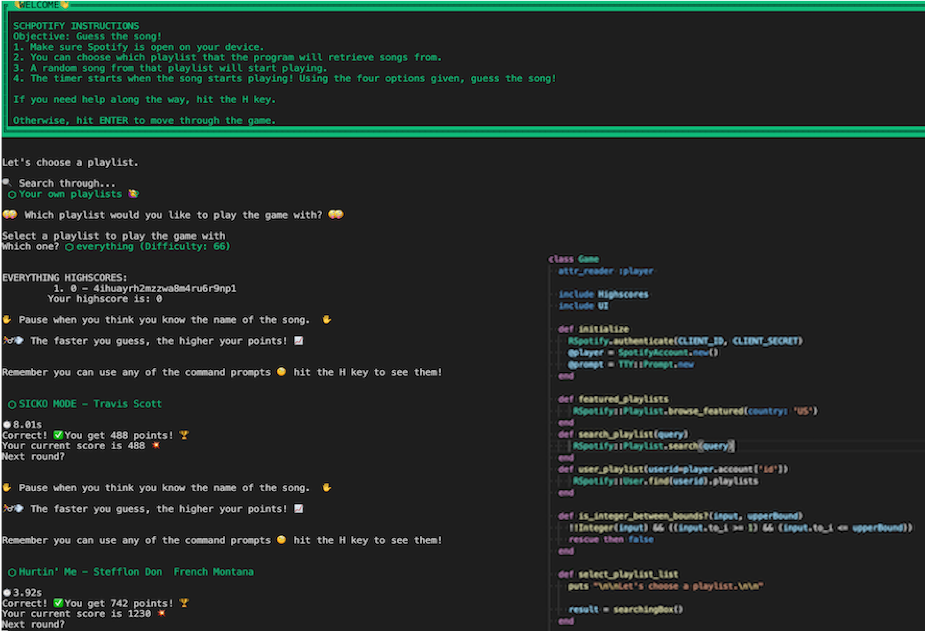 👋WELCOME👋
SCHPOTIFY INSTRUCTIONS
Objective: Guess the song!
1. Make sure Spotify is open on your device.
2. You can choose which playlist that the program will retrieve songs from.
3. A random song from that playlist will start playing.
4. The timer starts when the song starts playing! Using the four options given, guess the song!
If you need help along the way, hit the H key.
Otherwise, hit ENTER to move through the game.
Let's choose a playlist.
Search through...
Your own playlists
Which playlist would you like to play the game with?
Select a playlist to play the game with
Which one? everything (Difficulty: 66)
EVERYTHING HIGHSCORES:
1. 0 - 4ihuayrh2mzzwa8m4ru6r9np1
Your highscore is: 0
Pause when you think you know the name of the song.
The faster you guess, the higher your points!
Remember you can use any of the command prompts hit the H key to see them!
SICKO MODE - Travis Scott
8.01s
Correct! You get 488 points!
Your current score is 488
Next round?
Pause when you think you know the name of the song.
The faster you guess, the higher your points!
Remember you can use any of the command prompts hit the H key to see them!
Hurtin' Me - Stefflon Don French Montana
3.92s
Correct! You get 742 points!
Your current score is 1230
Next round?
class Game
attr_reader :player
include Highscores
include UI
def initialize
RSpotify.authenticate(CLIENT_ID, CLIENT_SECRET)
@player = SpotifyAccount.new()
@prompt = TTY::Prompt.new
end
def featured_playlists
RSpotify::Playlist.browse_featured(country: 'US')
end
def search_playlist(query)
RSpotify::Playlist.search(query)
end
def user_playlist(userid=player.account['id'])
RSpotify::User.find(userid).playlists
end
def is_integer_between_bounds?(input, upperBound)
!!Integer(input) && ((input.to_i >= 1) && (input.to_i <= upperBound))
rescue then false
end
def select_playlist_list
puts "\n\nLet's choose a playlist.\n\n"
result = searchingBox()
end